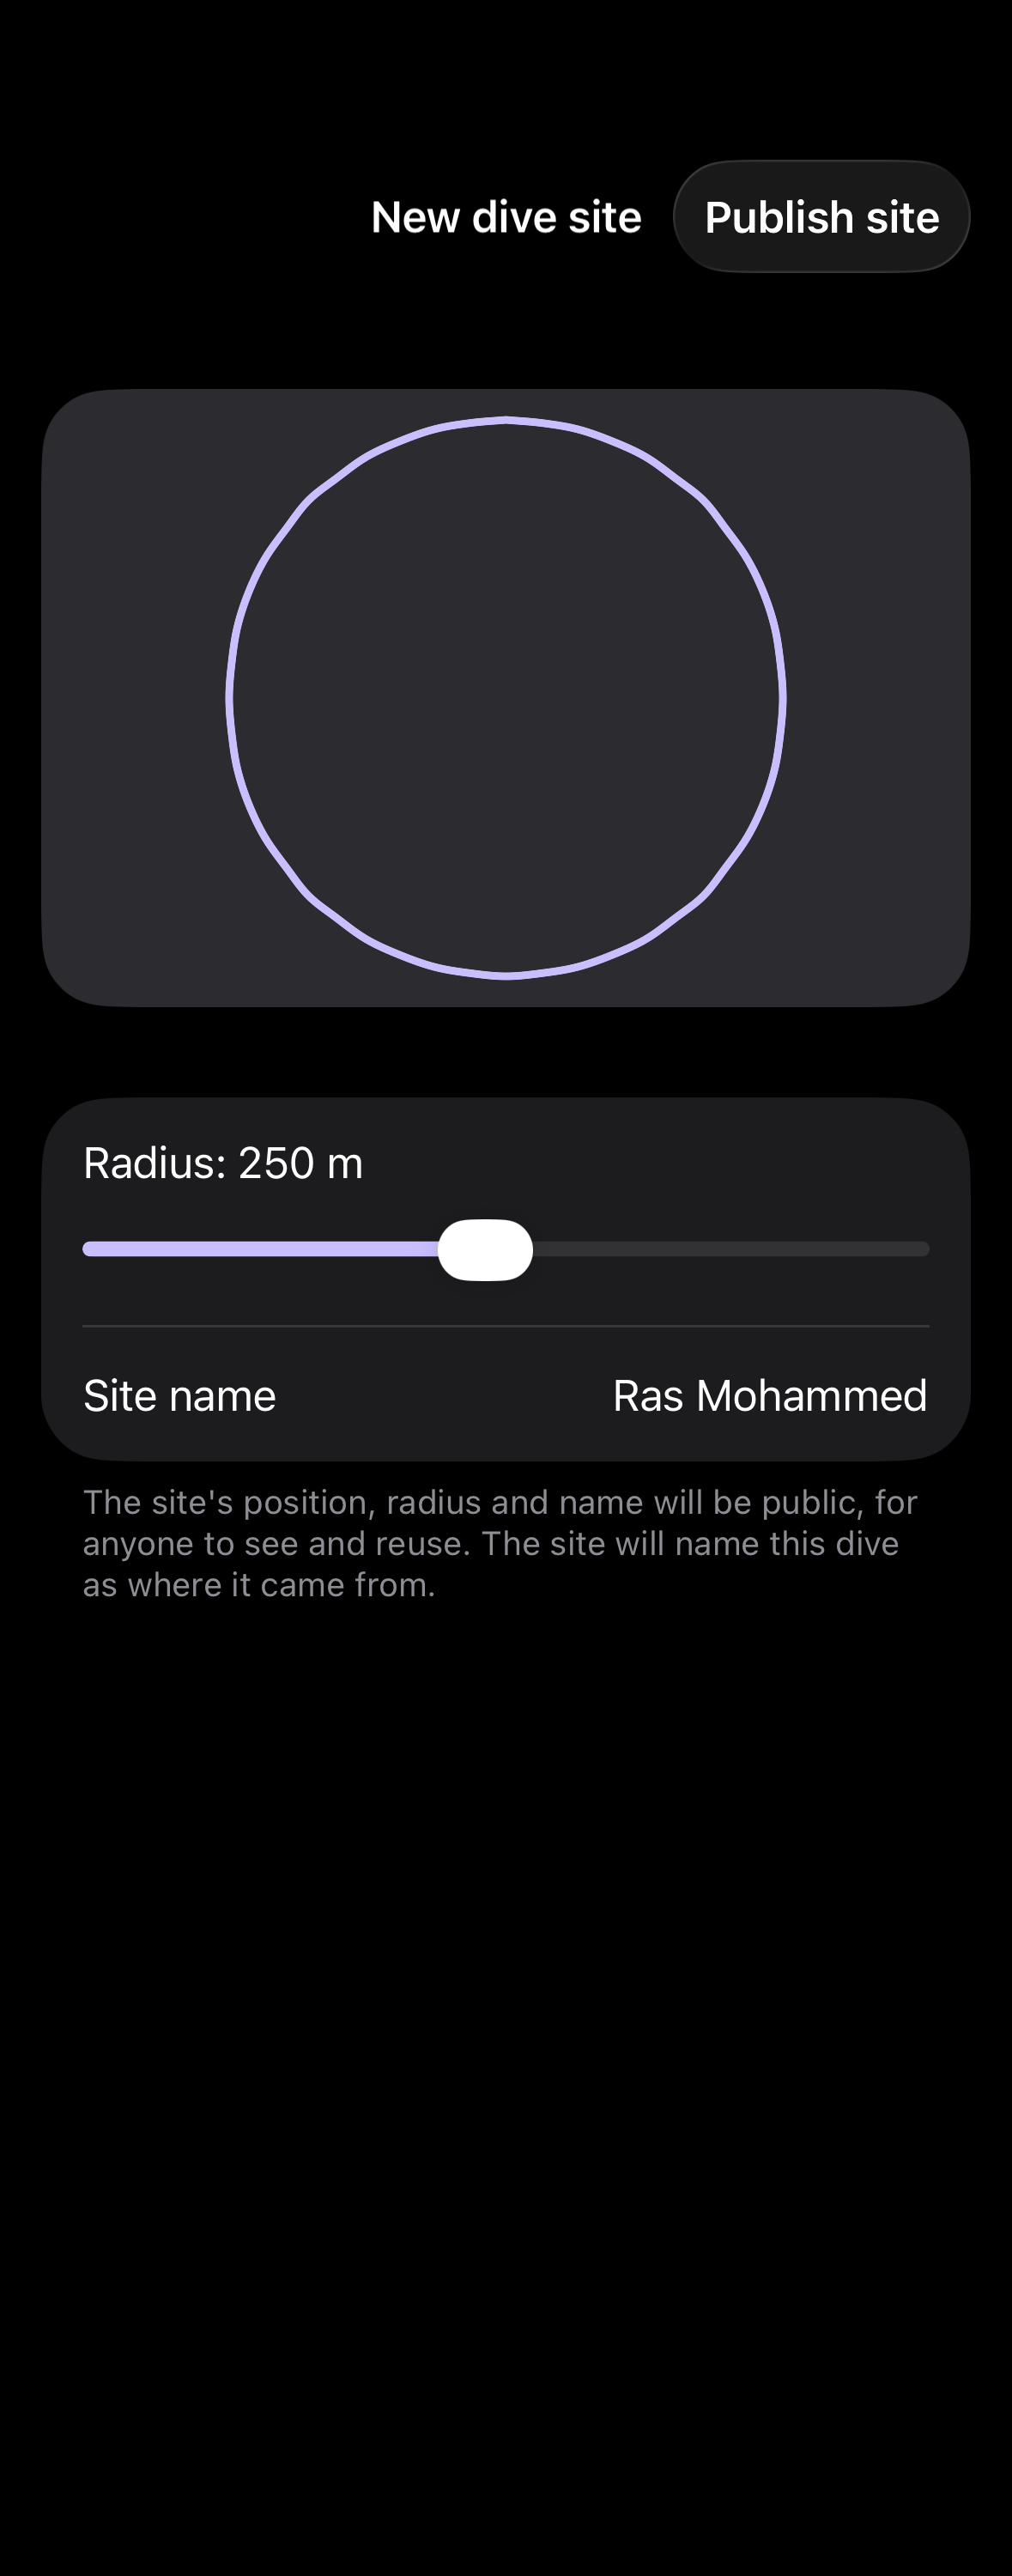 New dive site
Publish site
Radius: 250 m
Site name
Ras Mohammed
The site's position, radius and name will be public, for
anyone to see and reuse. The site will name this dive
as where it came from.